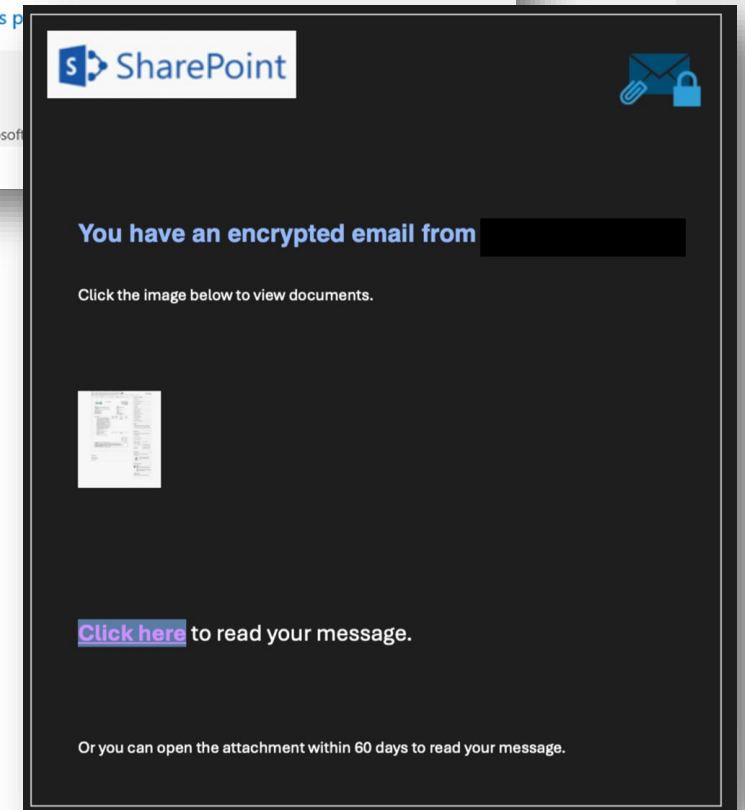 s p
SharePoint
osoft
You have an encrypted email from
Click the image below to view documents.
Click here to read your message.
Or you can open the attachment within 60 days to read your message.